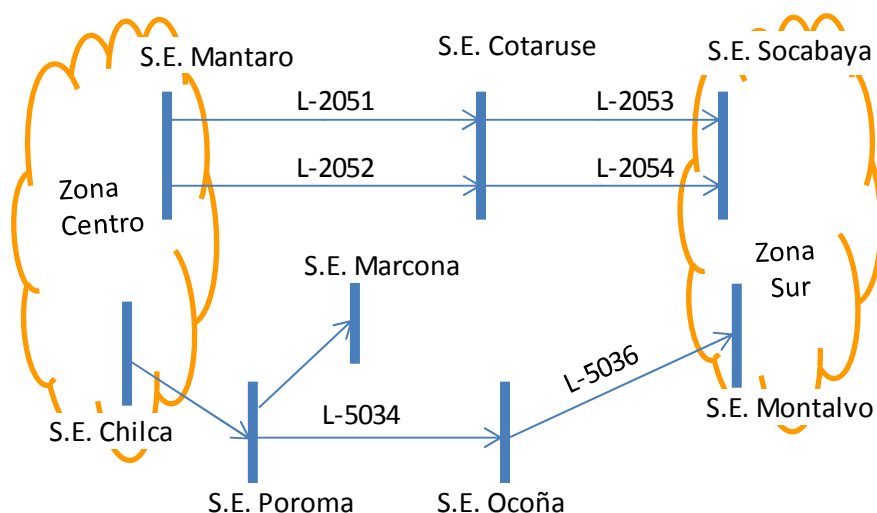 S.E. Mantaro
S.E. Cotaruse
S.E. Socabaya
L-2051
L-2053
L-2052
L-2054
Zona
Centro
S.E. Marcona
Zona
Sur
L-5036
L-5034
S.E. Chilca
S.E. Montalvo
S.E. Poroma
S.E. Ocoña